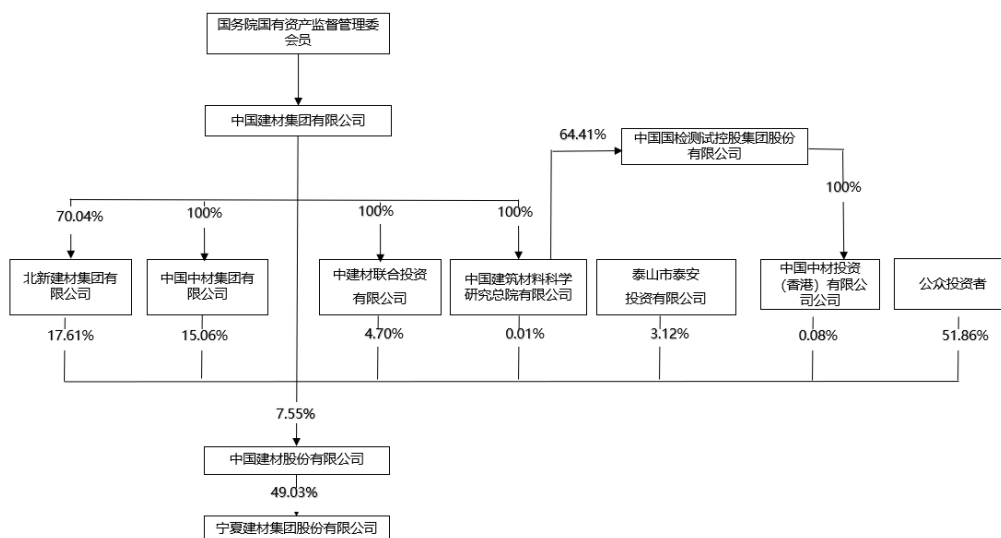 国务院国有资产监督管理委
会员
中国建材集团有限公司
64.41%
中国国检测试控股集团股份
有限公司
100%
70.04%
100%
100%
100%
北新建材集团有
限公司
中国中材集团有
限公司
中建材联合投资
有限公司
中国建筑材料科学
研究总院有限公司
泰山市泰安
投资有限公司
中国中材投资
（香港）有限公
司公司
公众投资者
17.61%
15.06%
4.70%
0.01%
3.12%
0.08%
51.86%
7.55%
中国建材股份有限公司
49.03%
宁夏建材集团股份有限公司